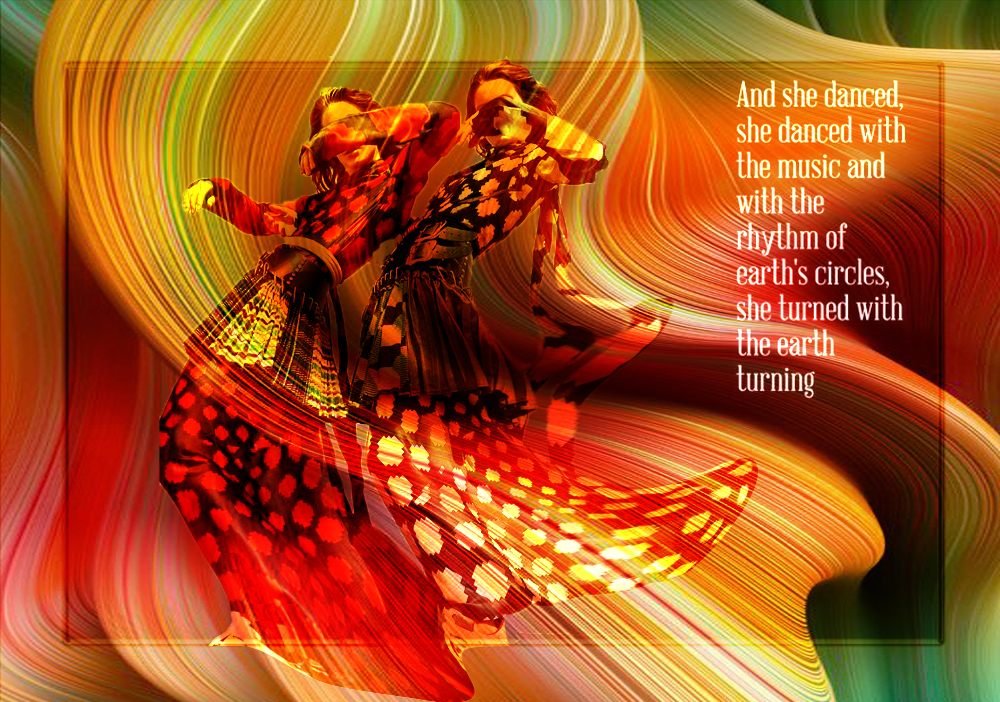 And she danced,
she danced with
the music and
with the
rhythm of
earth's circles,
she turned with
the earth
turning